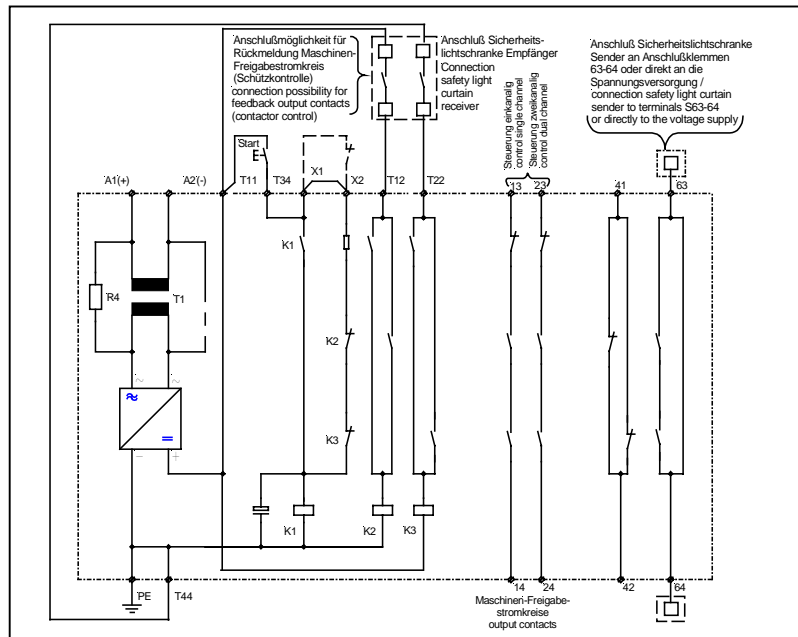 Anschlußmöglichkeit für
Rückmeldung Maschinen-
Freigabestromkreis
(Schützkontrolle)
connection possibility for
feedback output contacts
(contactor control)
Anschluß Sicherheits-
lichtschranke Empfänger
Connection
safety light
curtain
receiver
Steuerung einkanalig
control single channel
Steuerung zweikanalig
control dual channel
Anschluß Sicherheitslichtschranke
Sender an Anschlußklemmen
63-64 oder direkt an die
Spannungsversorgung /
connection safety light curtain
sender to terminals S63-64
or directly to the voltage supply
Start
A1(+)
A2(-)
T11
T34
X1
X2
T12
T22
13
23
41
63
K1
R4
T1
K2
K3
~
~
≈
=
−
+
K1
K2
K3
PE
T44
14
24
42
64
Maschinen-Freigabe-
stromkreise
output contacts